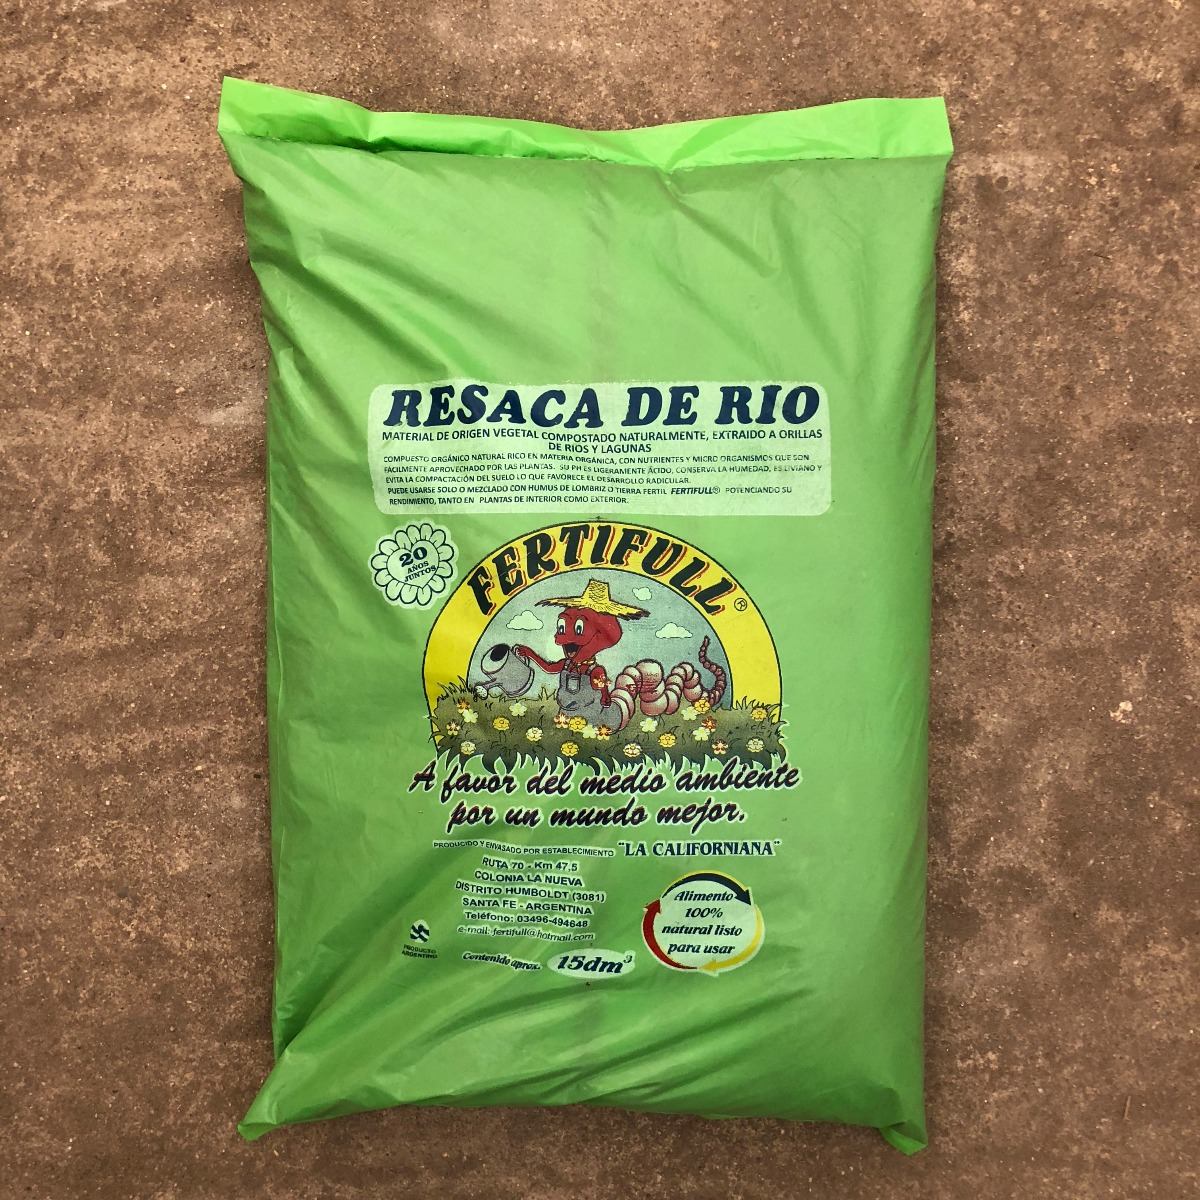 RESACA DE RIO
MATERIAL DE ORIGEN VEGETAL COMPOSTADO NATURALMENTE, EXTRAIDO A ORILLAS
DE RIOS Y LAGUNAS
COMPUESTO ORGÁNICO NATURAL RICO EN MATERIA ORGÁNICA, CON NUTRIENTES Y MICRO ORGANISMOS QUE SON
FACILMENTE APROVECHADO POR LAS PLANTAS. SU PH ES LIGERAMENTE ÁCIDO, CONSERVA LA HUMEDAD, ES LIVIANO Y
EVITA LA COMPACTACIÓN DEL SUELO LO QUE FAVORECE EL DESARROLLO RADICULAR.
PUEDE USARSE SOLO O MEZCLADO CON HUMUS DE LOMBRIZ O TIERRA FERTIL FERTIFULL® POTENCIANDO SU
RENDIMIENTO, TANTO EN PLANTAS DE INTERIOR COMO EXTERIOR.
20
AÑOS
JUNTOS
FERTIFULL®
A favor del medio ambiente
por un mundo mejor.
PRODUCIDO Y ENVASADO POR ESTABLECIMIENTO "LA CALIFORNIANA"
RUTA 70 - Km 47,5
COLONIA LA NUEVA
DISTRITO HUMBOLDT (3081)
SANTA FE - ARGENTINA
Teléfono: 03496-494648
e-mail: fertifull@hotmail.com
PRODUCTO
ARGENTINO
Contenido aprox. 15dm³
Alimento
100%
natural listo
para usar